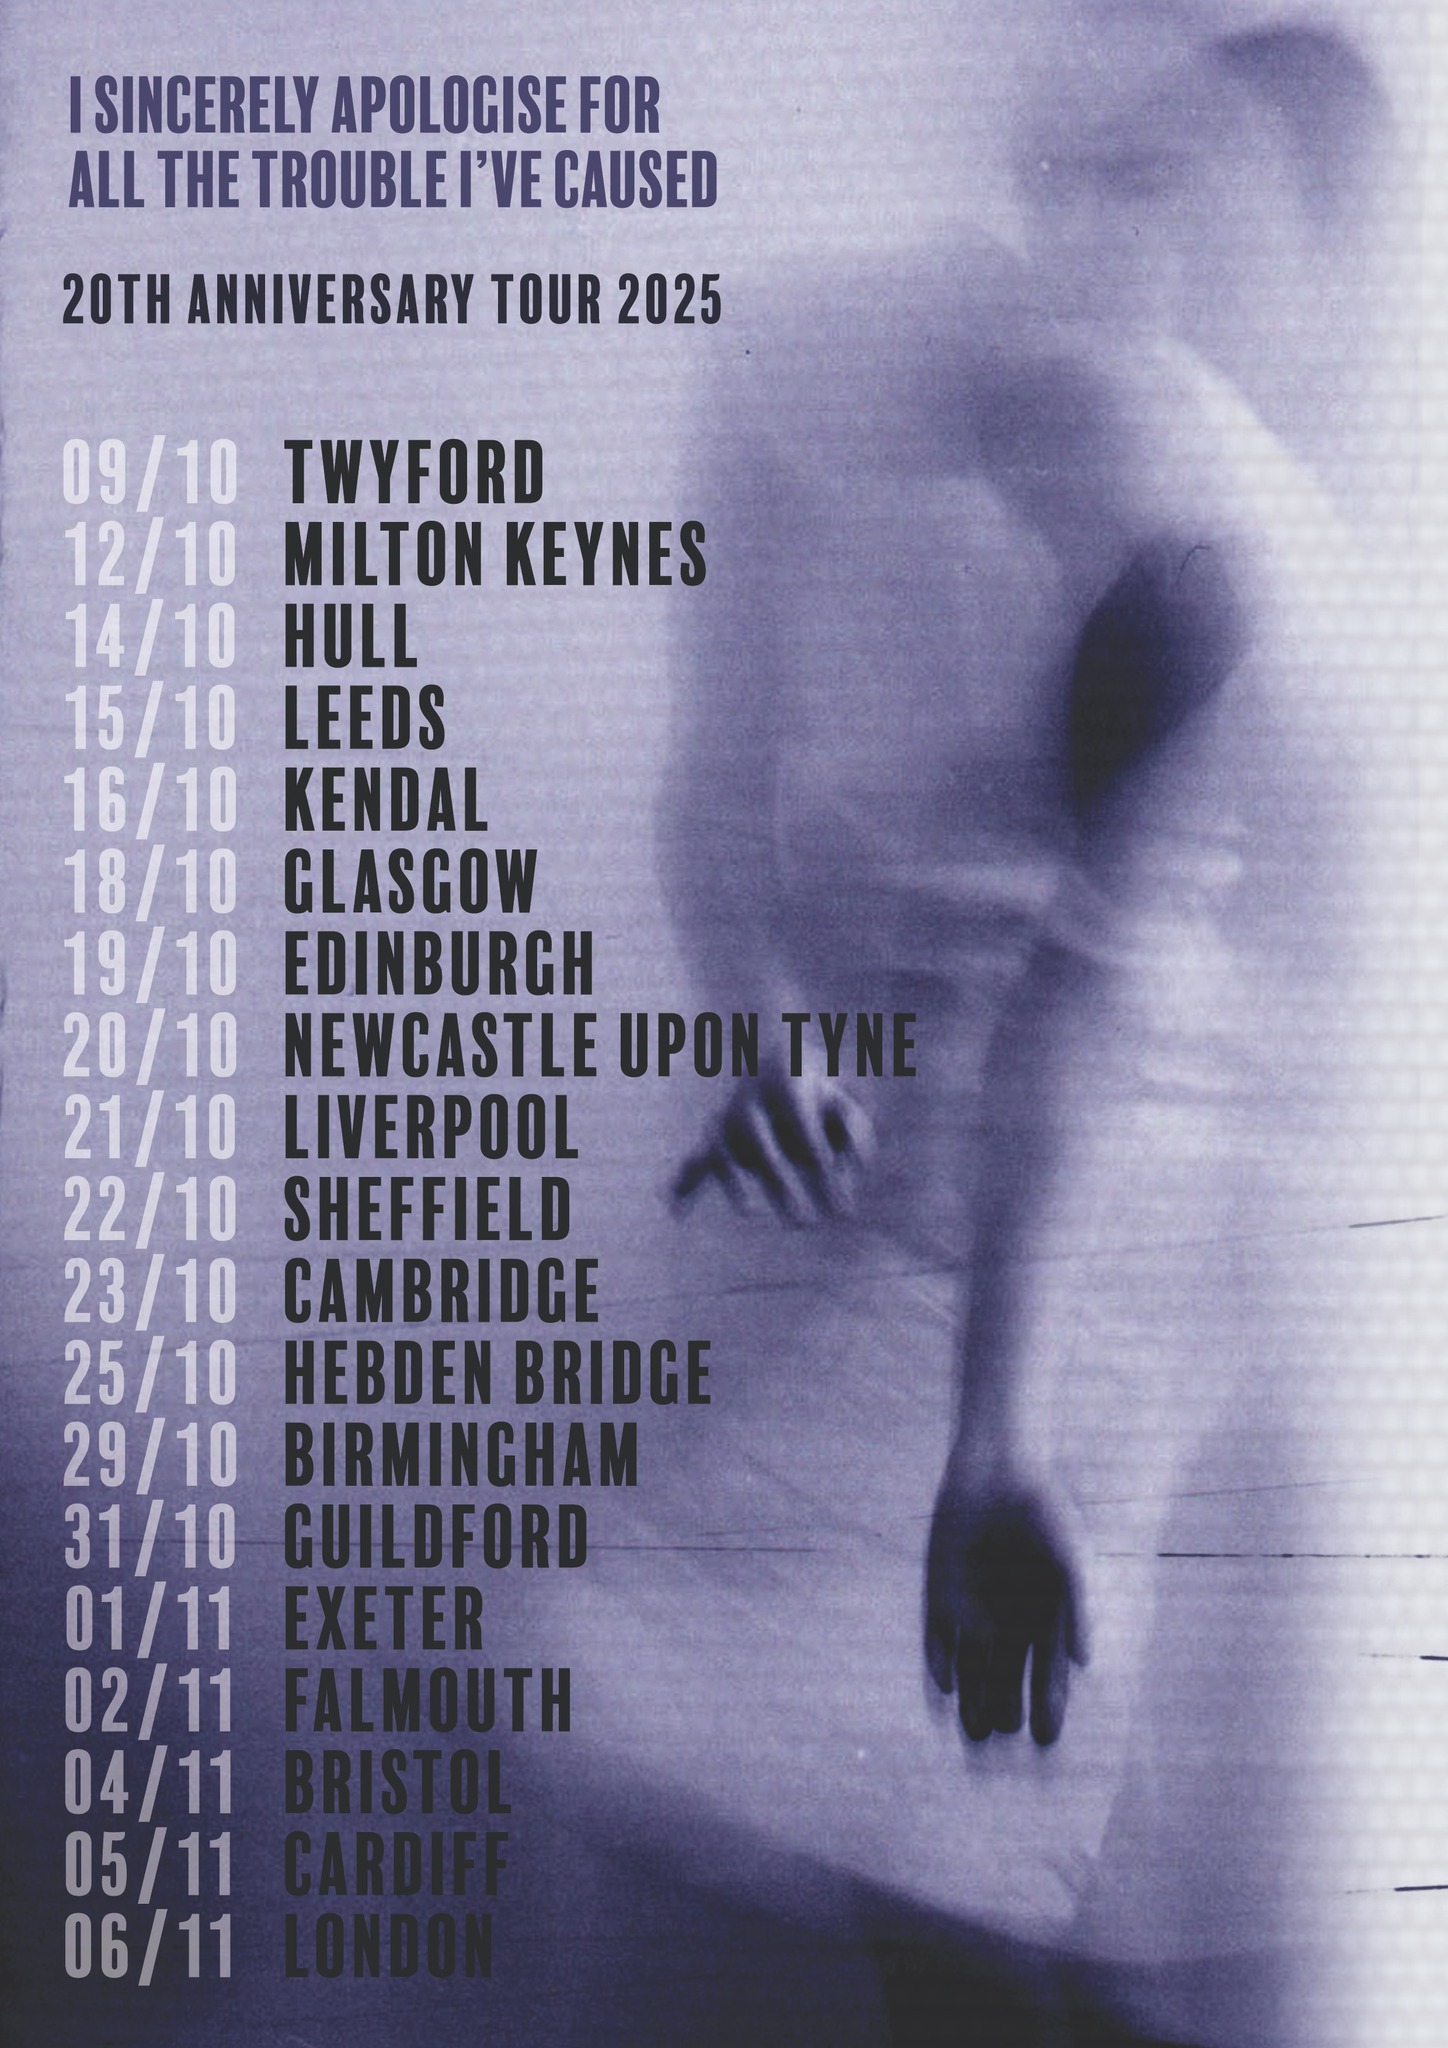 I SINCERELY APOLOGISE FOR
ALL THE TROUBLE I'VE CAUSED
20TH ANNIVERSARY TOUR 2025
09/10 TWYFORD
12/10 MILTON KEYNES
14/10 HULL
15/10 LEEDS
16/10 KENDAL
18/10 GLASGOW
19/10 EDINBURGH
20/10 NEWCASTLE UPON TYNE
21/10 LIVERPOOL
22/10 SHEFFIELD
23/10 CAMBRIDGE
25/10 HEBDEN BRIDGE
29/10 BIRMINGHAM
31/10 GUILDFORD
01/11 EXETER
02/11 FALMOUTH
04/11 BRISTOL
05/11 CARDIFF
06/11 LONDON